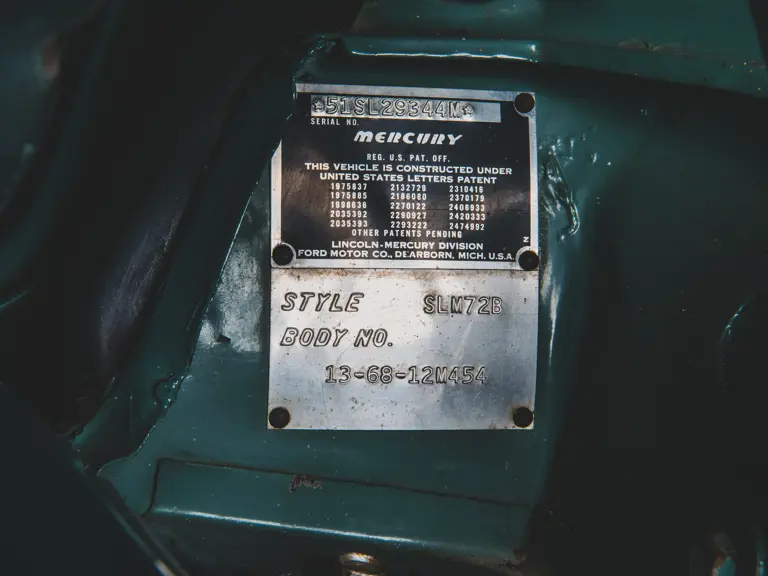 ★51SL29344M★
SERIAL NO.
MERCURY
REG. U.S. PAT. OFF.
THIS VEHICLE IS CONSTRUCTED UNDER
UNITED STATES LETTERS PATENT
1975837 2132729 2310416
1975885 2186080 2370179
1998636 2270122 2406933
2035392 2290927 2420333
2035393 2293222 2474992
OTHER PATENTS PENDING
LINCOLN-MERCURY DIVISION
FORD MOTOR CO., DEARBORN, MICH. U.S.A.
N
STYLE SLM72B
BODY NO.
13-68-12M454